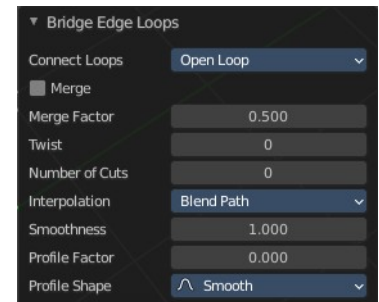 Bridge Edge Loops
Connect Loops Open Loop
Merge
Merge Factor 0.500
Twist 0
Number of Cuts 0
Interpolation Blend Path
Smoothness 1.000
Profile Factor 0.000
Profile Shape Smooth